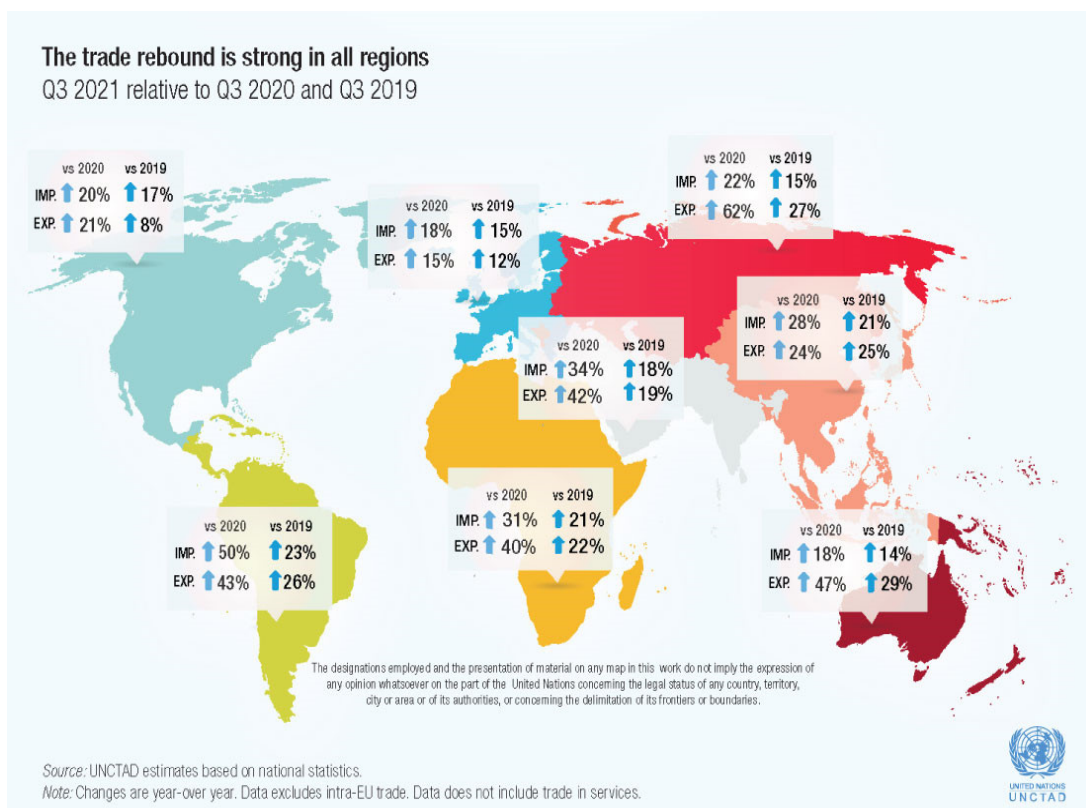 The trade rebound is strong in all regions
Q3 2021 relative to Q3 2020 and Q3 2019
vs 2020 vs 2019
IMP. 20% 17%
EXP. 21% 8%
vs 2020 vs 2019
IMP. 18% 15%
EXP. 15% 12%
vs 2020 vs 2019
IMP. 22% 15%
EXP. 62% 27%
vs 2020 vs 2019
IMP. 28% 21%
EXP. 24% 25%
vs 2020 vs 2019
IMP. 34% 18%
EXP. 42% 19%
vs 2020 vs 2019
IMP. 50% 23%
EXP. 43% 26%
vs 2020 vs 2019
IMP. 31% 21%
EXP. 40% 22%
vs 2020 vs 2019
IMP. 18% 14%
EXP. 47% 29%
The designations employed and the presentation of material on any map in this work do not imply the expression of
any opinion whatsoever on the part of the United Nations concerning the legal status of any country, territory,
city or area or of its authorities, or concerning the delimitation of its frontiers or boundaries.
Source: UNCTAD estimates based on national statistics.
Note: Changes are year-over year. Data excludes intra-EU trade. Data does not include trade in services.
UNITED NATIONS
UNCTAD